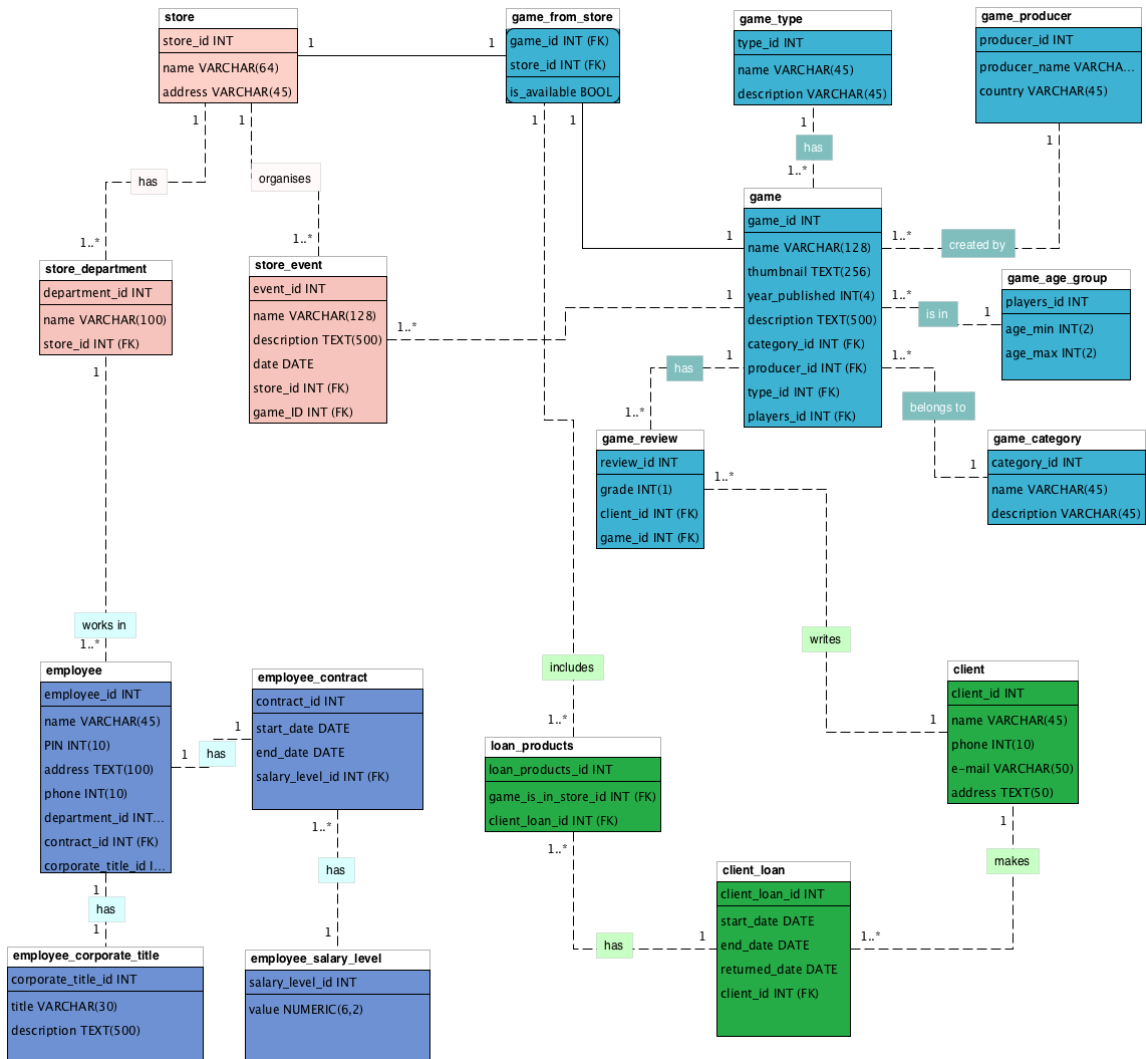 store
store_id INT
name VARCHAR(64)
address VARCHAR(45)
1
1
game_from_store
game_id INT (FK)
store_id INT (FK)
is_available BOOL
game_type
type_id INT
name VARCHAR(45)
description VARCHAR(45)
game_producer
producer_id INT
producer_name VARCHA...
country VARCHAR(45)
1
1
1
1
1
1
has
has
organises
1..*
1..*
1..*
game
game_id INT
name VARCHAR(128)
thumbnail TEXT(256)
year_published INT(4)
description TEXT(500)
category_id INT (FK)
producer_id INT (FK)
type_id INT (FK)
players_id INT (FK)
1
1..*
created by
store_department
department_id INT
name VARCHAR(100)
store_id INT (FK)
store_event
event_id INT
name VARCHAR(128)
description TEXT(500)
date DATE
store_id INT (FK)
game_ID INT (FK)
1..*
1
1..*
is in
1
game_age_group
players_id INT
age_min INT(2)
age_max INT(2)
1
has
1
1..*
1..*
belongs to
1
game_review
review_id INT
grade INT(1)
client_id INT (FK)
game_id INT (FK)
1..*
game_category
category_id INT
name VARCHAR(45)
description VARCHAR(45)
works in
1..*
writes
includes
1..*
1
employee
employee_id INT
name VARCHAR(45)
PIN INT(10)
address TEXT(100)
phone INT(10)
department_id INT...
contract_id INT (FK)
corporate_title_id I...
1
has
1
employee_contract
contract_id INT
start_date DATE
end_date DATE
salary_level_id INT (FK)
client
client_id INT
name VARCHAR(45)
phone INT(10)
e-mail VARCHAR(50)
address TEXT(50)
loan_products
loan_products_id INT
game_is_in_store_id INT (FK)
client_loan_id INT (FK)
1..*
1..*
1
has
makes
1
has
1
1
has
1
1..*
client_loan
client_loan_id INT
start_date DATE
end_date DATE
returned_date DATE
client_id INT (FK)
employee_corporate_title
corporate_title_id INT
title VARCHAR(30)
description TEXT(500)
employee_salary_level
salary_level_id INT
value NUMERIC(6,2)